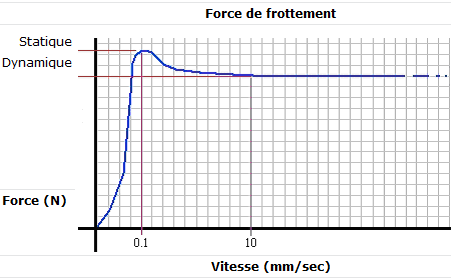 Force de frottement
Statique
Dynamique
Force (N)
0.1
10
Vitesse (mm/sec)